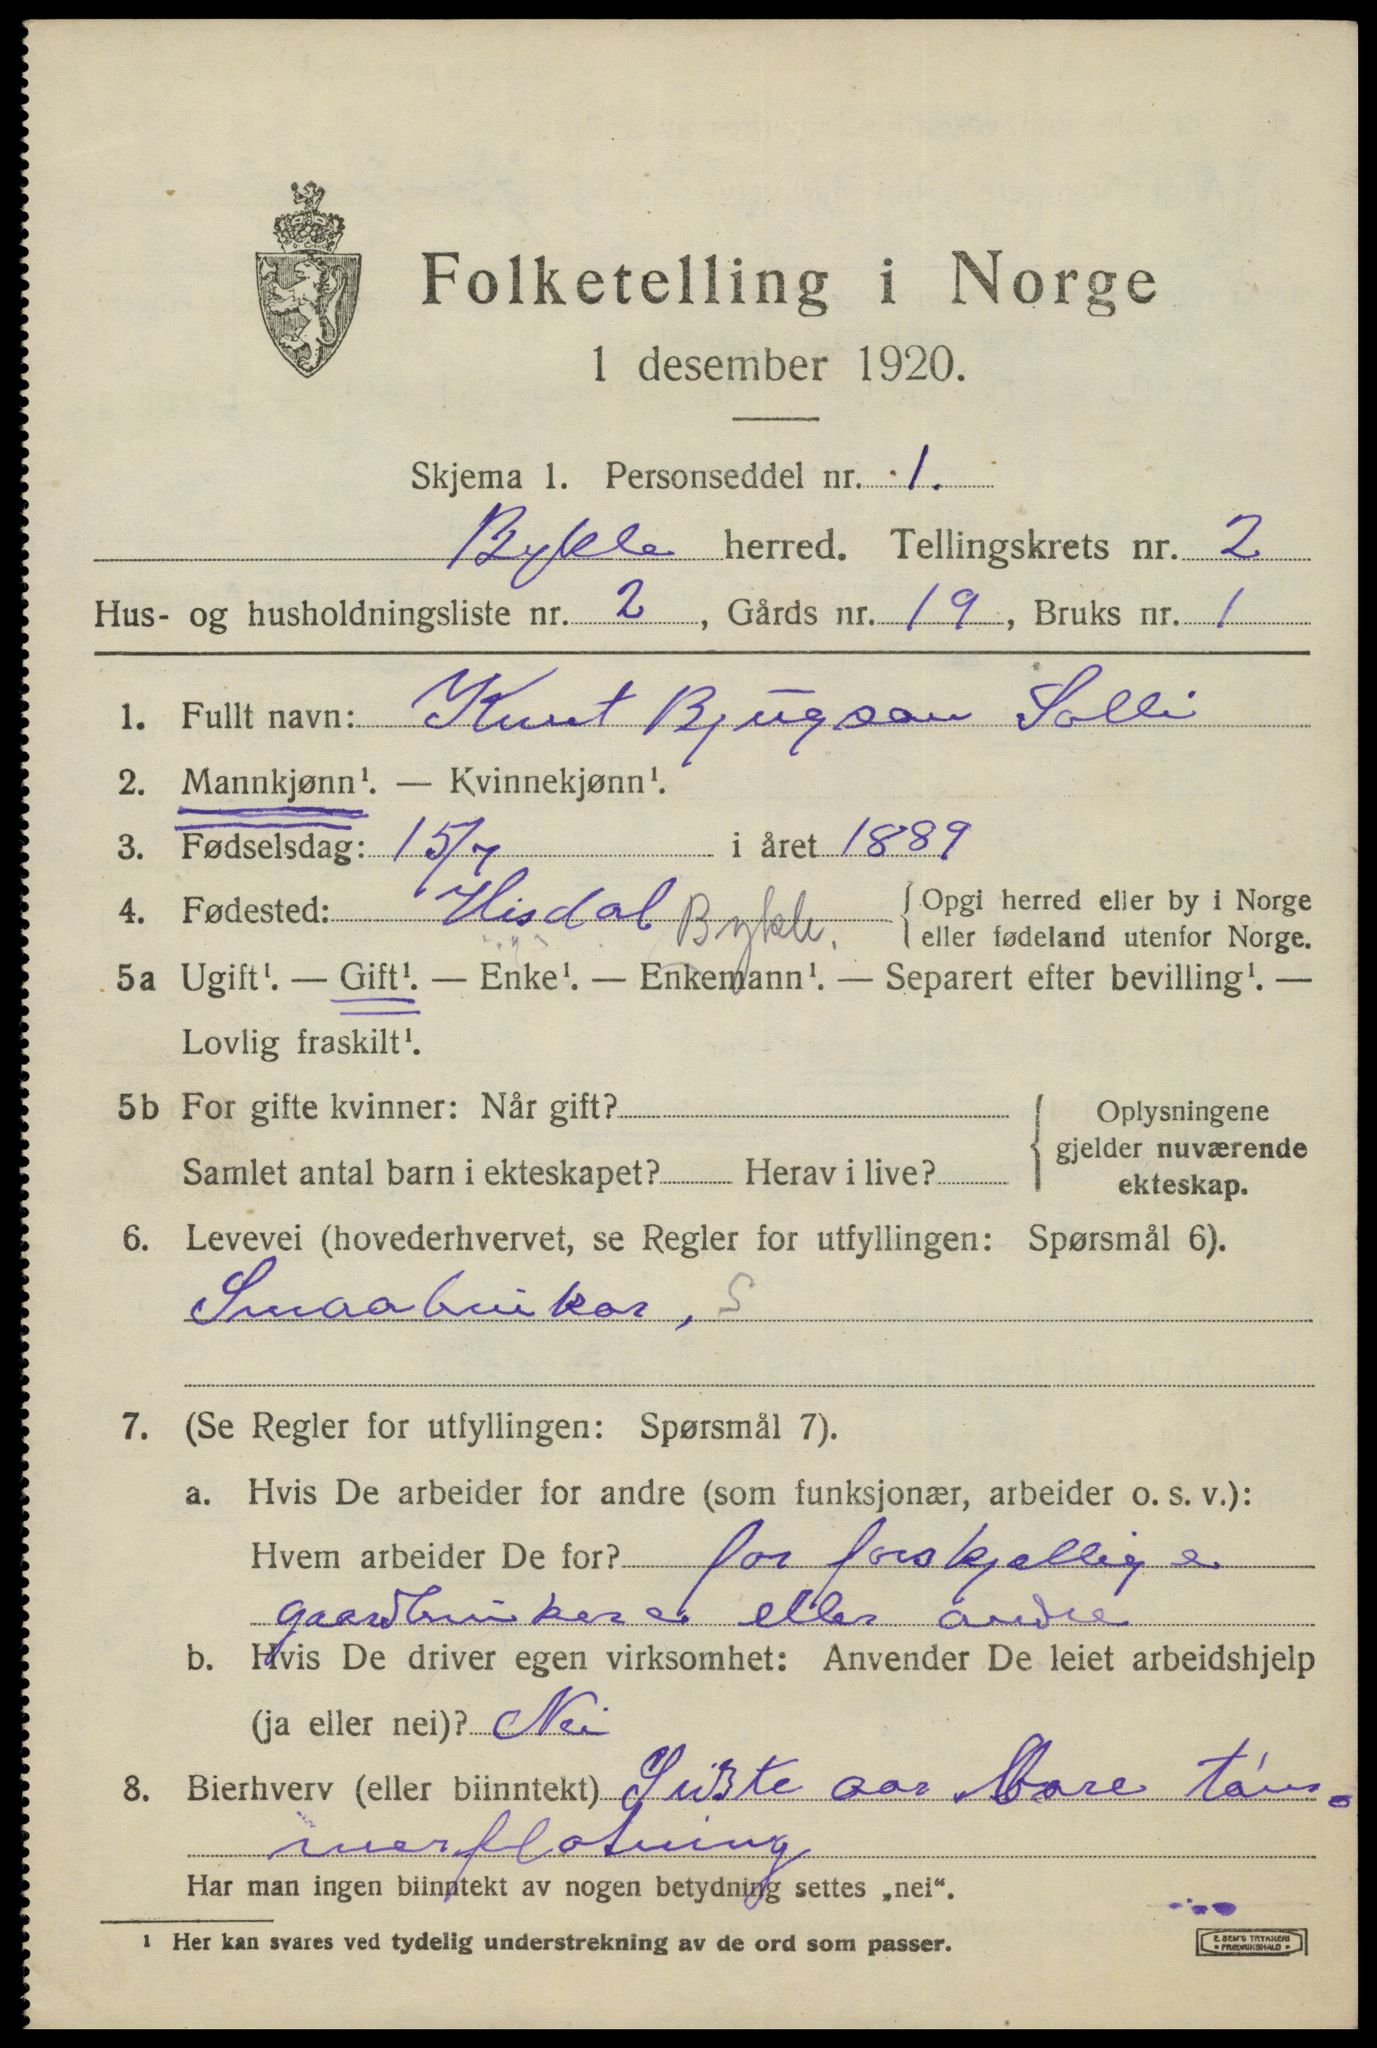 Folketelling i Norge
1 desember 1920.
Skjema 1. Personseddel nr. 1.
Bykle herred. Tellingskrets nr. 2
Hus- og husholdningsliste nr. 2, Gårds nr. 19, Bruks nr. 1
1. Fullt navn: Knut Bjugson Solli
2. Mannkjønn¹. — Kvinnekjønn¹.
3. Fødselsdag: 15/7 i året 1889
4. Fødested: Hisdal Bykle. { Opgi herred eller by i Norge
eller fødeland utenfor Norge.
5a Ugift¹. — Gift¹. — Enke¹. — Enkemann¹. — Separert efter bevilling¹. —
Lovlig fraskilt¹.
5b For gifte kvinner: Når gift? { Oplysningene
gjelder nuværende
Samlet antal barn i ekteskapet? Herav i live? ekteskap.
6. Levevei (hovederhvervet, se Regler for utfyllingen: Spørsmål 6).
Smaabruker, S
7. (Se Regler for utfyllingen: Spørsmål 7).
a. Hvis De arbeider for andre (som funksjonær, arbeider o. s. v.):
Hvem arbeider De for? for forskjellige
gaardbrukere eller andre
b. Hvis De driver egen virksomhet: Anvender De leiet arbeidshjelp
(ja eller nei)? Nei
8. Bierhverv (eller biinntekt) Siste aar bare tøm-
merfløtning
Har man ingen biinntekt av nogen betydning settes „nei“.
¹ Her kan svares ved tydelig understrekning av de ord som passer.
E. SEM'S TRYKKERI
• FREDRIKSHALD •